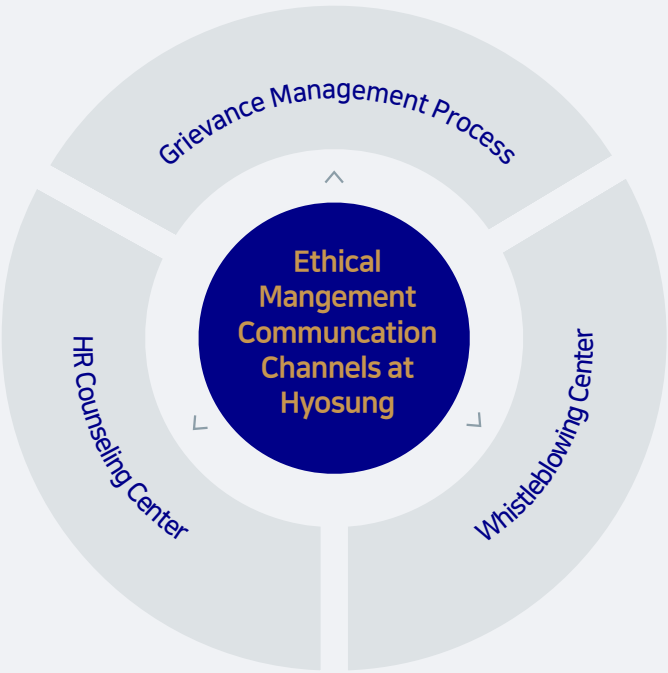 Grievance Management Process
Ethical
Mangement
Communcation
Channels at
Hyosung
HR Counseling Center
Whistleblowing Center